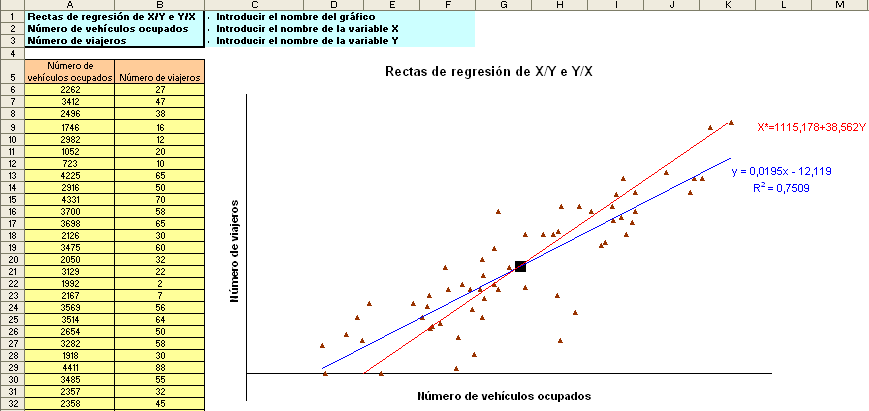 A B C D E F G H I J K L M
1 Rectas de regresión de X/Y e Y/X · Introducir el nombre del gráfico
2 Número de vehículos ocupados · Introducir el nombre de la variable X
3 Número de viajeros · Introducir el nombre de la variable Y
4
5 Número de vehículos ocupados Número de viajeros
6 2262 27
7 3412 47
8 2496 38
9 1746 16
10 2982 12
11 1052 20
12 723 10
13 4225 65
14 2916 50
15 4331 70
16 3700 58
17 3698 65
18 2126 30
19 3475 60
20 2050 32
21 3129 22
22 1992 2
23 2167 7
24 3569 56
25 3514 64
26 2654 50
27 3282 58
28 1918 30
29 4411 88
30 3485 55
31 2357 32
32 2358 45
Rectas de regresión de X/Y e Y/X
X*=1115,178+38,562Y
y = 0,0195x - 12,119
R² = 0,7509
Número de viajeros
Número de vehículos ocupados